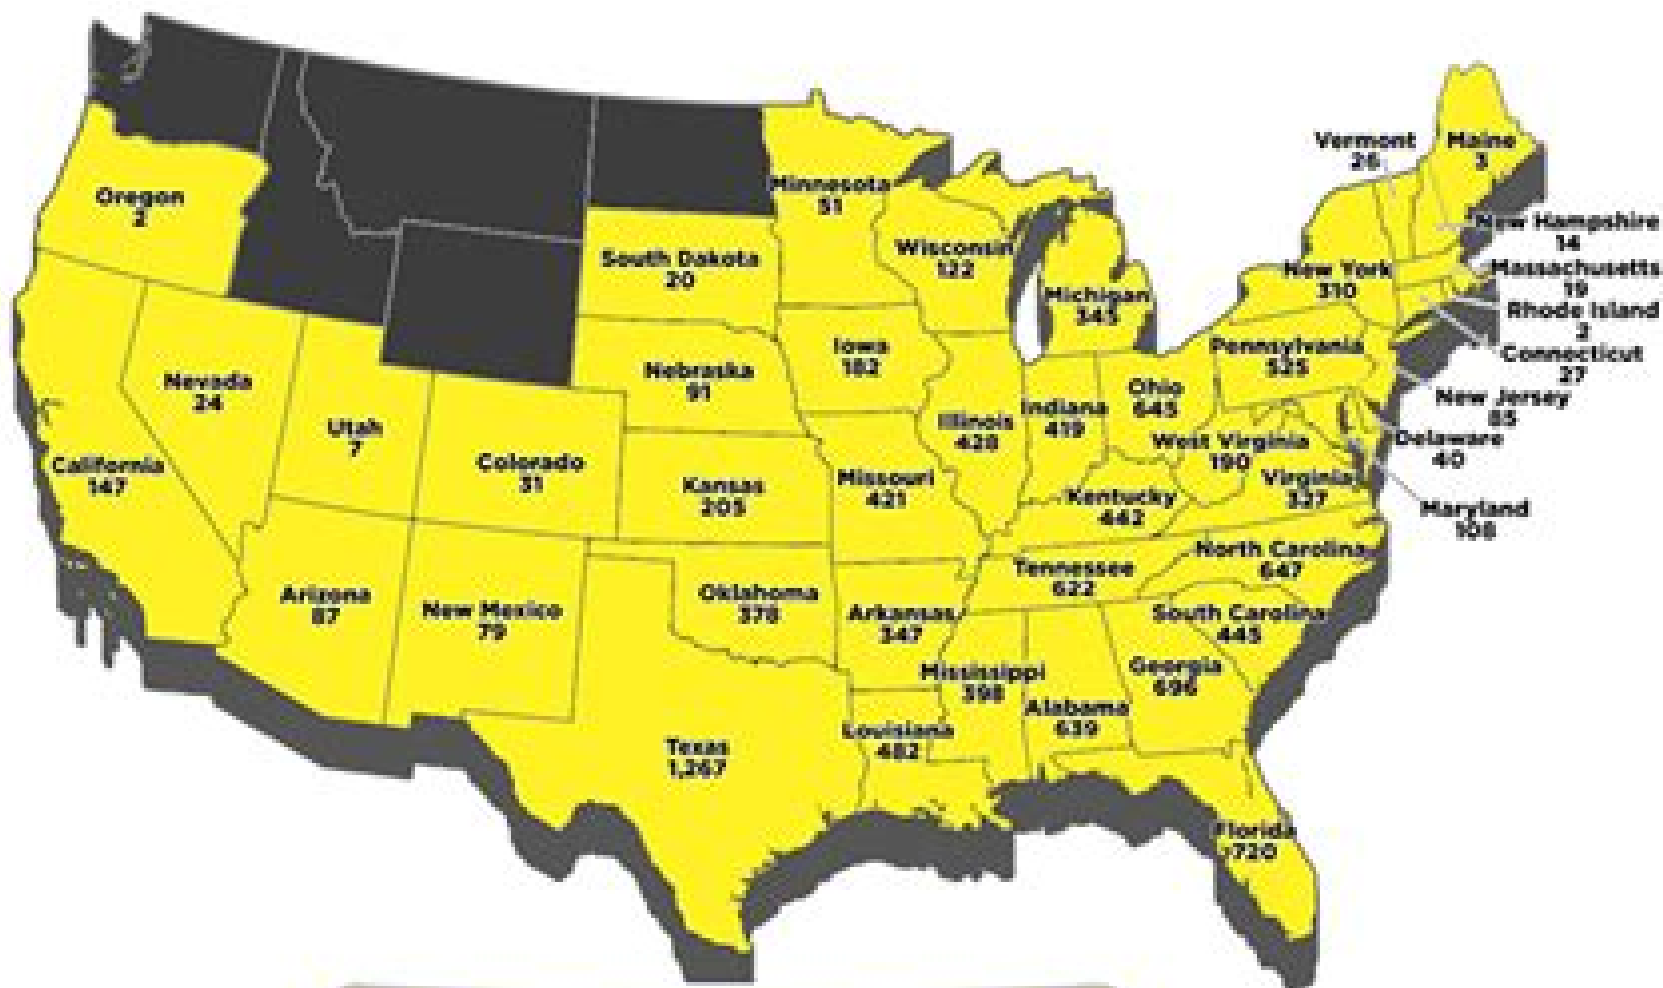 Vermont
26
Maine
3
Oregon
2
Minnesota
51
New Hampshire
14
Wisconsin
122
South Dakota
20
New York
310
Massachusetts
19
Michigan
345
Rhode Island
2
Iowa
182
Pennsylvania
525
Connecticut
27
Nebraska
91
Nevada
24
Ohio
645
New Jersey
85
Indiana
419
Illinois
428
Utah
7
West Virginia
190
Delaware
40
California
147
Colorado
31
Missouri
421
Virginia
327
Kansas
205
Kentucky
442
Maryland
108
North Carolina
647
Tennessee
622
Arizona
87
New Mexico
79
Oklahoma
Arkansas
347
South Carolina
445
Georgia
696
Mississippi
398
Alabama
639
Louisiana
482
Texas
1,267
Florida
720